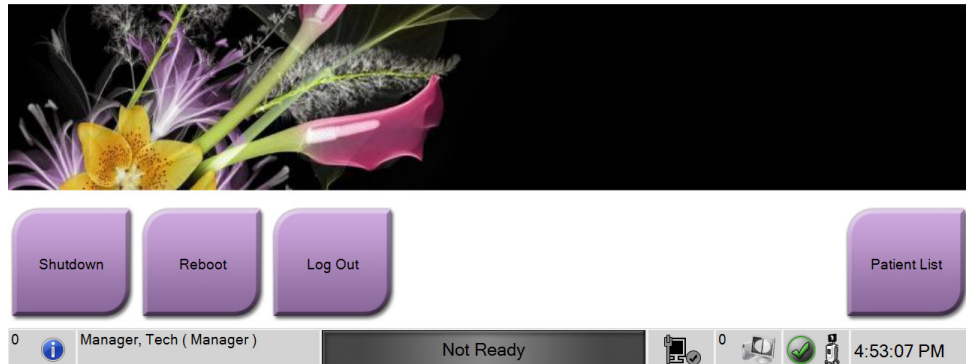 Shutdown
Reboot
Log Out
Patient List
0
Manager, Tech ( Manager )
Not Ready
0
4:53:07 PM